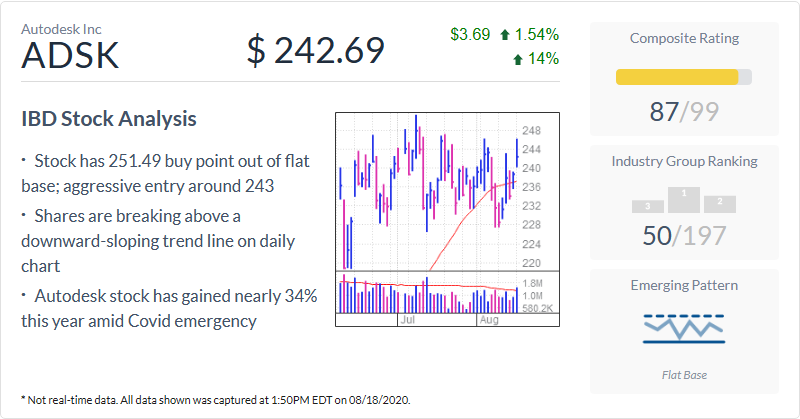 Autodesk Inc
ADSK
$ 242.69
$3.69 1.54%
14%
IBD Stock Analysis
· Stock has 251.49 buy point out of flat
base; aggressive entry around 243
· Shares are breaking above a
downward-sloping trend line on daily
chart
· Autodesk stock has gained nearly 34%
this year amid Covid emergency
248
244
240
236
232
228
224
220
1.8M
1.0M
580.2K
Jul Aug
* Not real-time data. All data shown was captured at 1:50PM EDT on 08/18/2020.
Composite Rating
87/99
Industry Group Ranking
3 1 2
50/197
Emerging Pattern
Flat Base